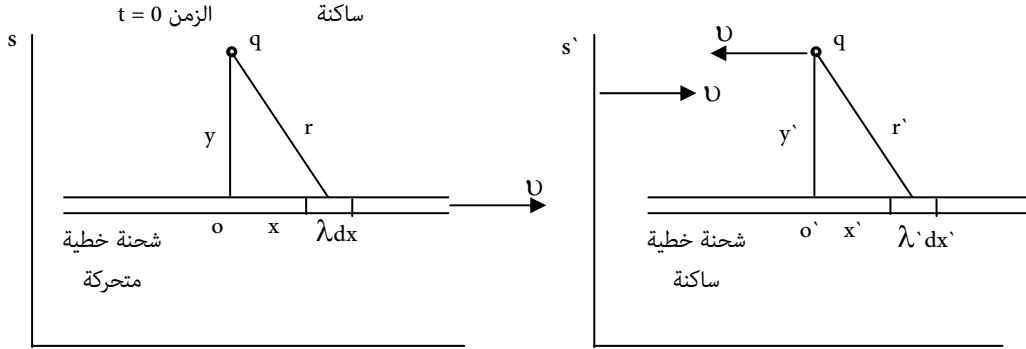 الزمن t = 0 ساكنة
s
q
y r
υ
o x λdx
شحنة خطية
متحركة
s`
υ q
υ
y` r`
o` x` λ`dx`
شحنة خطية
ساكنة